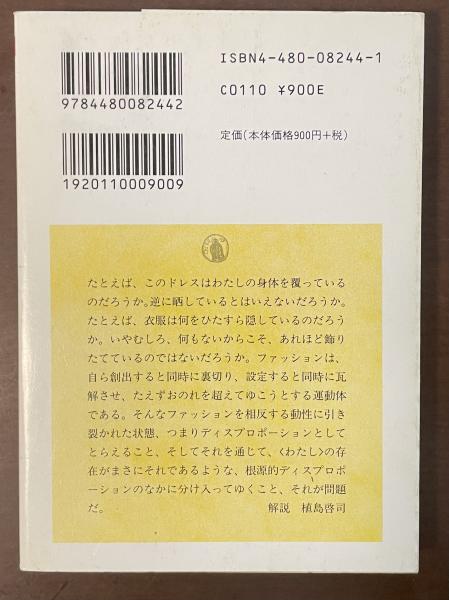 ISBN4-480-08244-1
C0110 ¥900E
9784480082442
定価(本体価格900円+税)
1920110009009
たとえば、このドレスはわたしの身体を覆っている
のだろうか。逆に晒しているとはいえないだろうか。
たとえば、衣服は何をひたすら隠しているのだろう
か。いやむしろ、何もないからこそ、あれほど飾り
たてているのではないだろうか。ファッションは、
自ら創出すると同時に裏切り、設定すると同時に瓦
解させ、たえずおのれを超えてゆこうとする運動体
である。そんなファッションを相反する動性に引き
裂かれた状態、つまりディスプロポーションとして
とらえること、そしてそれを通じて、〈わたし〉の存
在がまさにそれであるような、根源的ディスプロポ
ーションのなかに分け入ってゆくこと、それが問題
だ。 解説 植島啓司